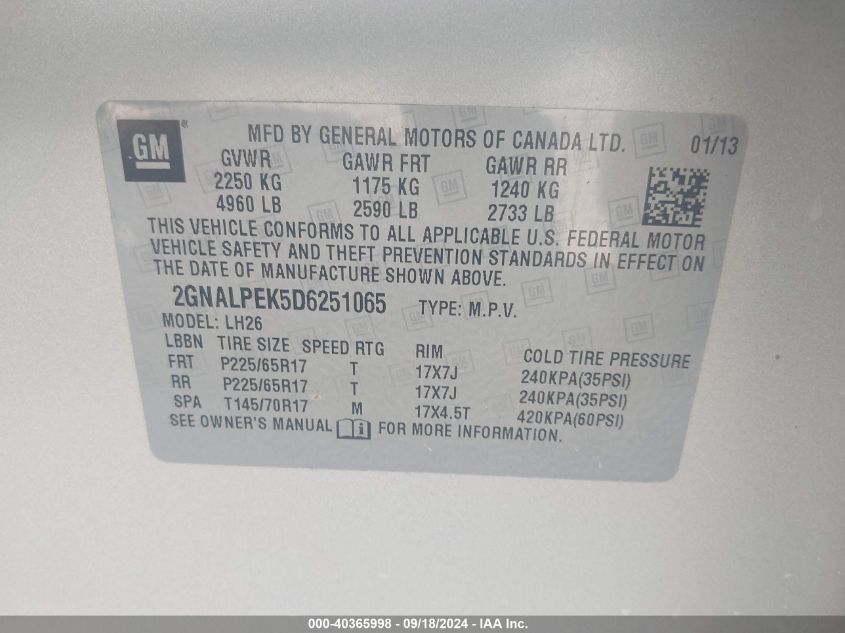 GM ®
MFD BY GENERAL MOTORS OF CANADA LTD. 01/13
GVWR GAWR FRT GAWR RR
2250 KG 1175 KG 1240 KG
4960 LB 2590 LB 2733 LB
THIS VEHICLE CONFORMS TO ALL APPLICABLE U.S. FEDERAL MOTOR
VEHICLE SAFETY AND THEFT PREVENTION STANDARDS IN EFFECT ON
THE DATE OF MANUFACTURE SHOWN ABOVE.
2GNALPEK5D6251065 TYPE: M.P.V.
MODEL: LH26
LBBN TIRE SIZE SPEED RTG RIM COLD TIRE PRESSURE
FRT P225/65R17 T 17X7J 240KPA(35PSI)
RR P225/65R17 T 17X7J 240KPA(35PSI)
SPA T145/70R17 M 17X4.5T 420KPA(60PSI)
SEE OWNER'S MANUAL i FOR MORE INFORMATION.
000-40365998 - 09/18/2024 - IAA Inc.